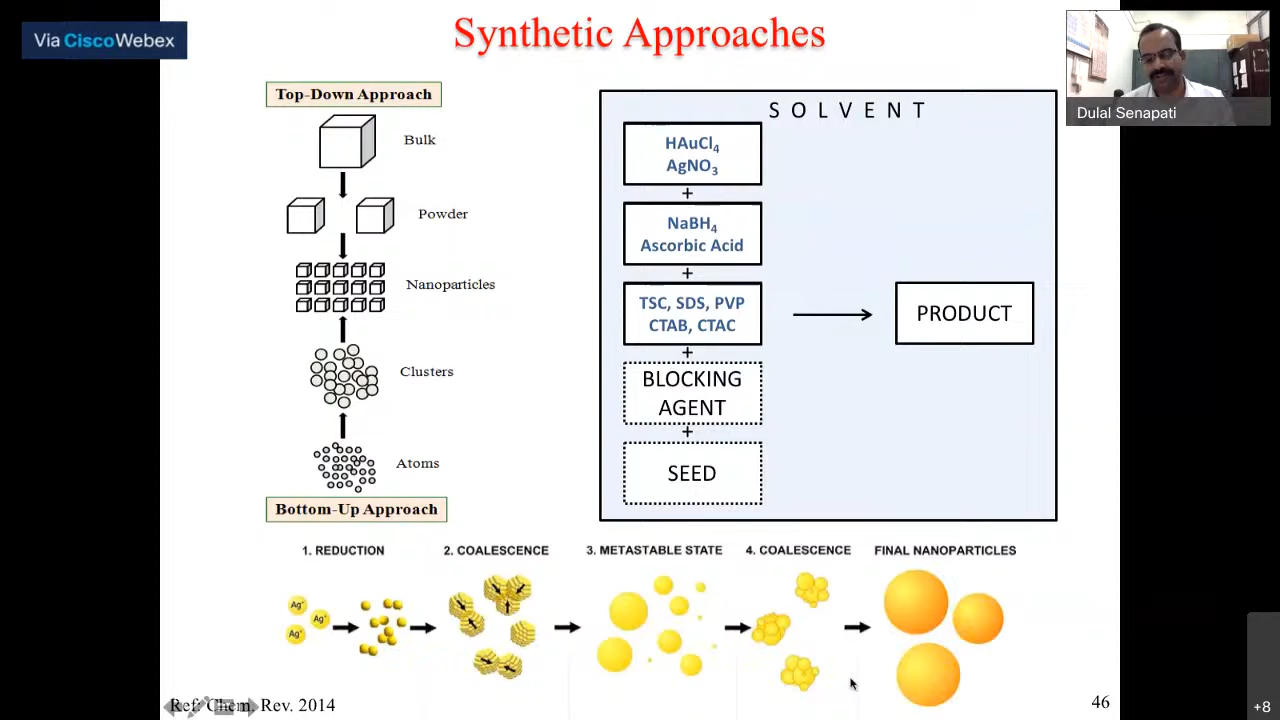 Via CiscoWebex
Synthetic Approaches
Dulal Senapati
Top-Down Approach
Bulk
Powder
Nanoparticles
Clusters
Atoms
Bottom-Up Approach
SOLVENT
HAuCl₄
AgNO₃
+
NaBH₄
Ascorbic Acid
+
TSC, SDS, PVP
CTAB, CTAC
+
BLOCKING
AGENT
+
SEED
PRODUCT
1. REDUCTION
2. COALESCENCE
3. METASTABLE STATE
4. COALESCENCE
FINAL NANOPARTICLES
Ag⁺
Ag⁺
Ag⁺
Ref: Chem. Rev. 2014
46
+8